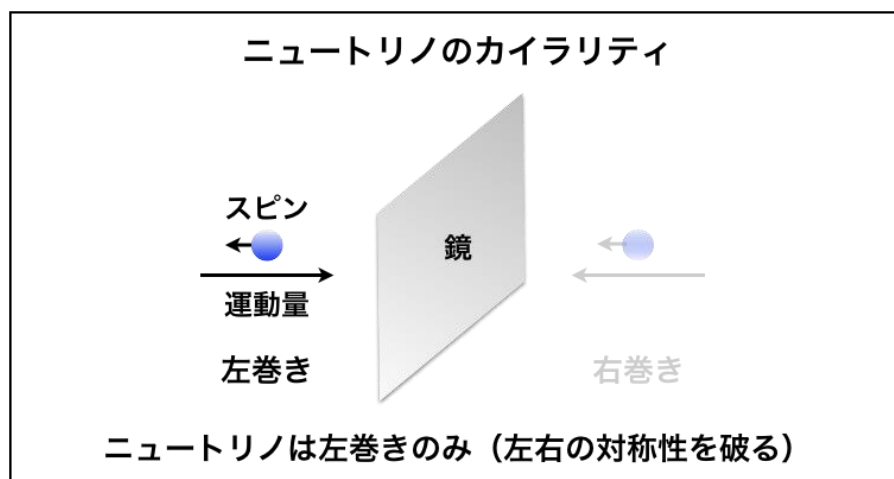 ニュートリノのカイラリティ
スピン
鏡
運動量
左巻き
右巻き
ニュートリノは左巻きのみ（左右の対称性を破る）